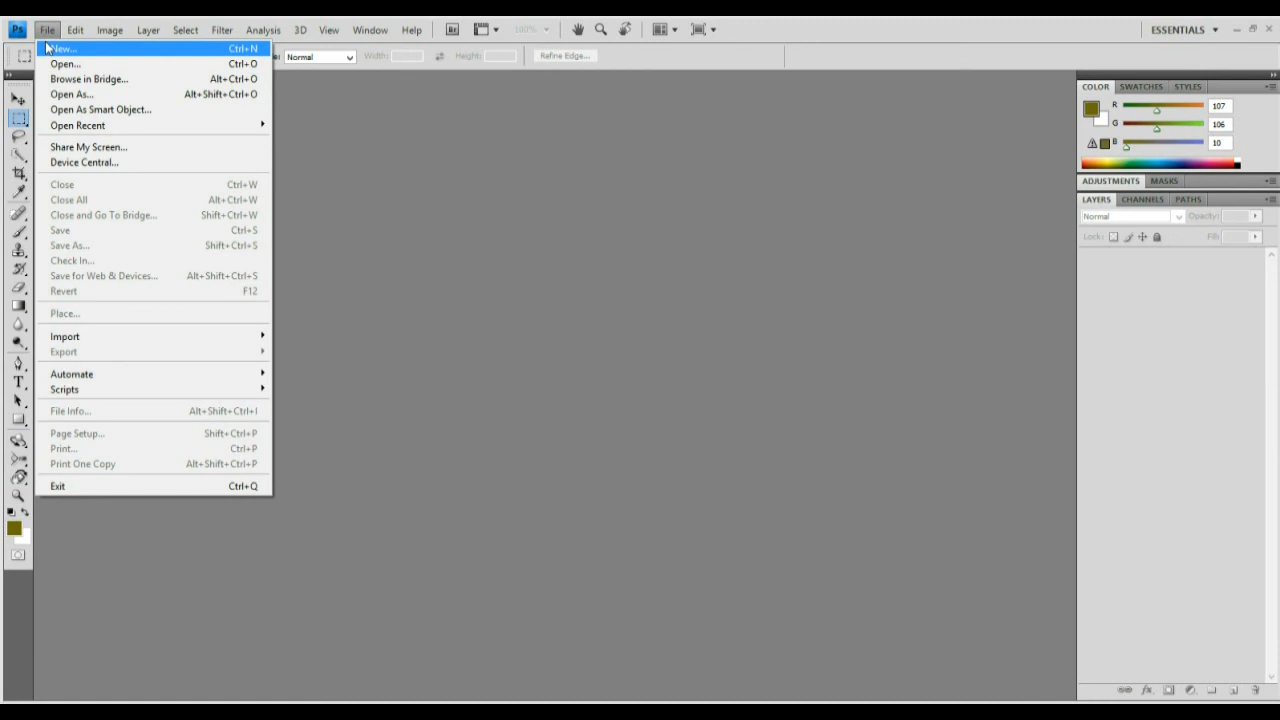 Ps File Edit Image Layer Select Filter Analysis 3D View Window Help Br 100% ESSENTIALS
Normal Width: Height: Refine Edge...
New... Ctrl+N
Open... Ctrl+O
Browse in Bridge... Alt+Ctrl+O
Open As... Alt+Shift+Ctrl+O
Open As Smart Object...
Open Recent
Share My Screen...
Device Central...
Close Ctrl+W
Close All Alt+Ctrl+W
Close and Go To Bridge... Shift+Ctrl+W
Save Ctrl+S
Save As... Shift+Ctrl+S
Check In...
Save for Web & Devices... Alt+Shift+Ctrl+S
Revert F12
Place...
Import
Export
Automate
Scripts
File Info... Alt+Shift+Ctrl+I
Page Setup... Shift+Ctrl+P
Print... Ctrl+P
Print One Copy Alt+Shift+Ctrl+P
Exit Ctrl+Q
COLOR SWATCHES STYLES
R 107
G 106
B 10
ADJUSTMENTS MASKS
LAYERS CHANNELS PATHS
Normal Opacity:
Lock: Fill: